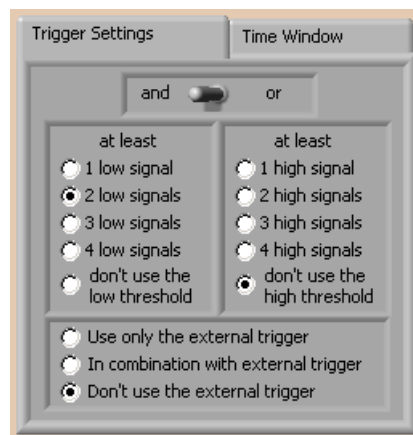 Trigger Settings
Time Window
and or
at least
1 low signal
2 low signals
3 low signals
4 low signals
don't use the
low threshold
at least
1 high signal
2 high signals
3 high signals
4 high signals
don't use the
high threshold
Use only the external trigger
In combination with external trigger
Don't use the external trigger